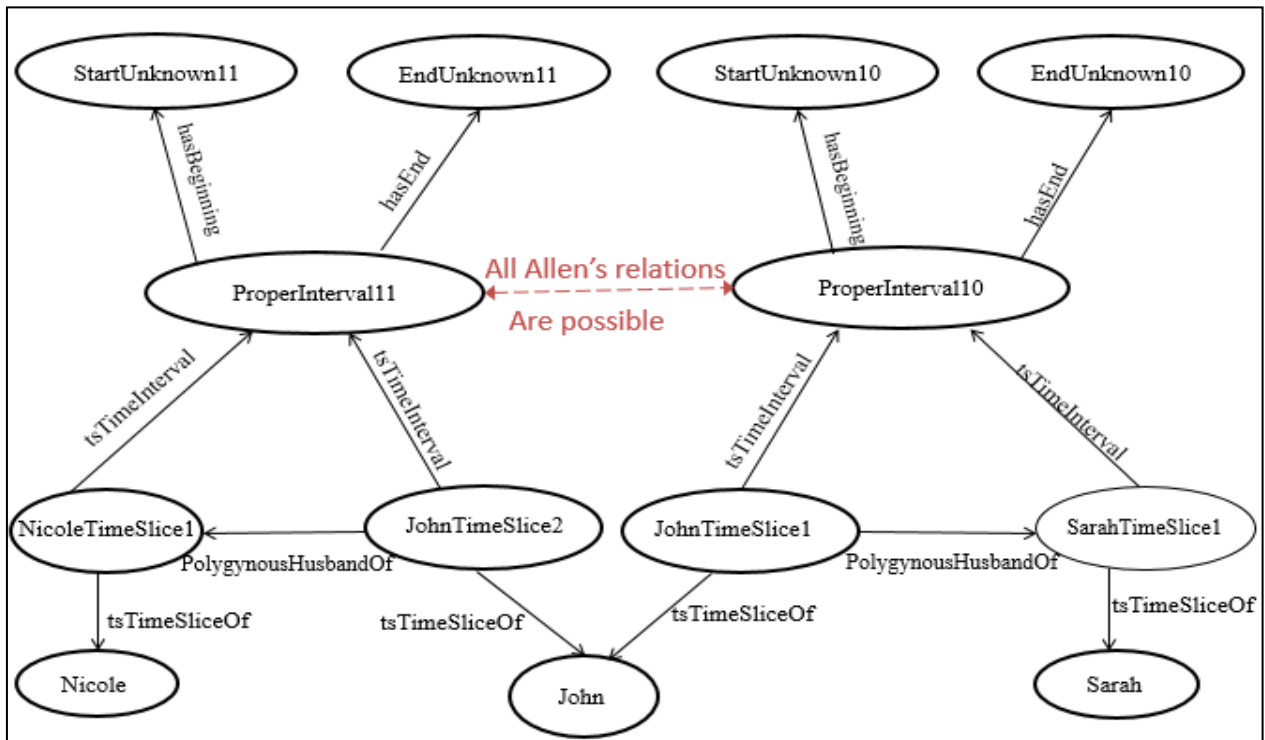 StartUnknown11
EndUnknown11
StartUnknown10
EndUnknown10
hasBeginning
hasEnd
hasBeginning
hasEnd
ProperInterval11
All Allen's relations
Are possible
ProperInterval10
tsTimeInterval
tsTimeInterval
tsTimeInterval
tsTimeInterval
NicoleTimeSlice1
JohnTimeSlice2
JohnTimeSlice1
SarahTimeSlice1
PolygynousHusbandOf
PolygynousHusbandOf
tsTimeSliceOf
tsTimeSliceOf
tsTimeSliceOf
tsTimeSliceOf
Nicole
John
Sarah